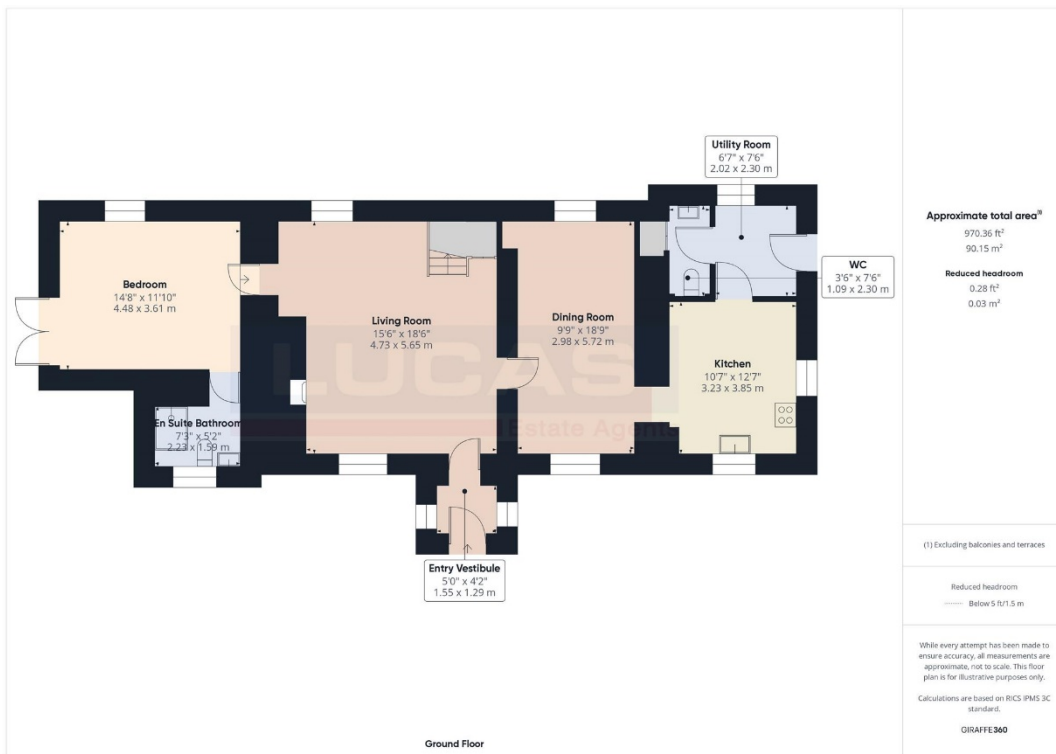 Utility Room
6'7" x 7'6"
2.02 x 2.30 m
WC
3'6" x 7'6"
1.09 x 2.30 m
Bedroom
14'8" x 11'10"
4.48 x 3.61 m
Living Room
15'6" x 18'6"
4.73 x 5.65 m
Dining Room
9'9" x 18'9"
2.98 x 5.72 m
Kitchen
10'7" x 12'7"
3.23 x 3.85 m
LUCAS
Estate Agents
En Suite Bathroom
7'3" x 5'2"
2.23 x 1.59 m
Entry Vestibule
5'0" x 4'2"
1.55 x 1.29 m
Ground Floor
Approximate total area(1)
970.36 ft²
90.15 m²
Reduced headroom
0.28 ft²
0.03 m²
(1) Excluding balconies and terraces
Reduced headroom
Below 5 ft/1.5 m
While every attempt has been made to
ensure accuracy, all measurements are
approximate, not to scale. This floor
plan is for illustrative purposes only.
Calculations are based on RICS IPMS 3C
standard.
GIRAFFE360